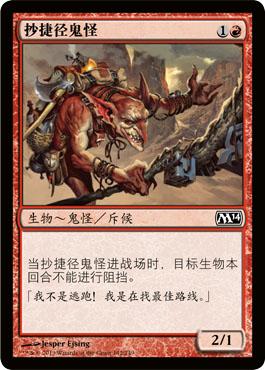 抄捷径鬼怪 1
生物～鬼怪／斥候 M14
当抄捷径鬼怪进战场时，目标生物本
回合不能进行阻挡。
「我不是逃跑！我是在找最佳路线。」
Jesper Ejsing
2/1